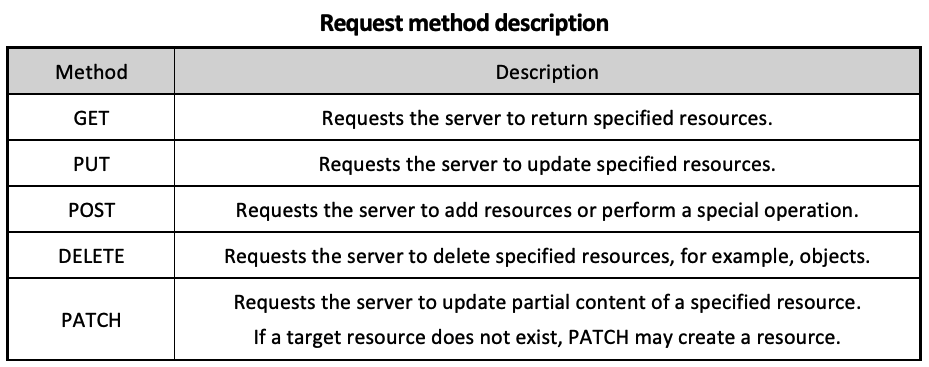 Request method description
Method Description
GET Requests the server to return specified resources.
PUT Requests the server to update specified resources.
POST Requests the server to add resources or perform a special operation.
DELETE Requests the server to delete specified resources, for example, objects.
PATCH Requests the server to update partial content of a specified resource.
If a target resource does not exist, PATCH may create a resource.